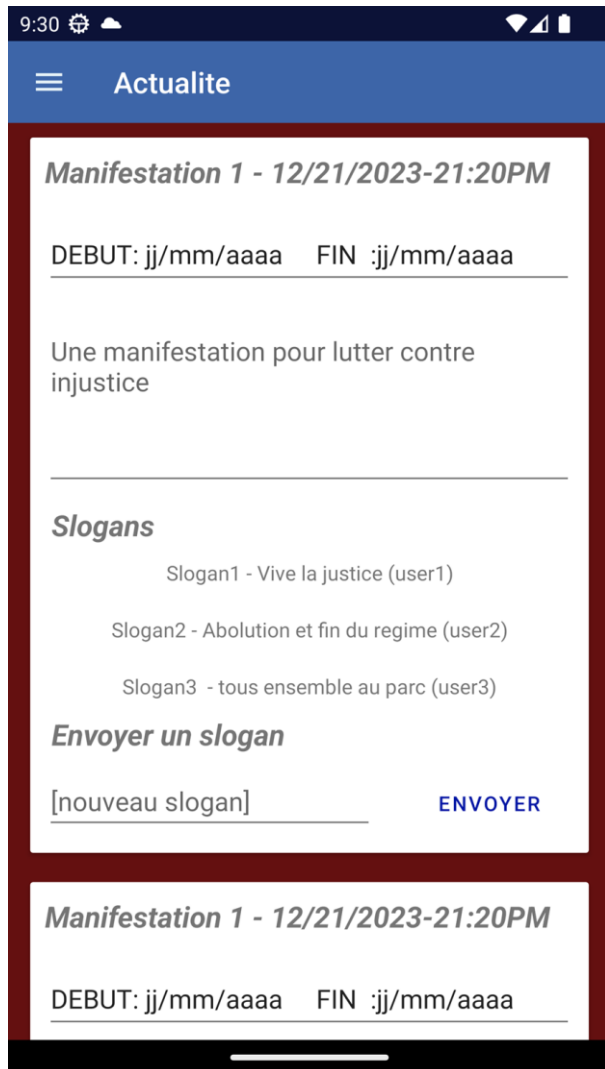 9:30
Actualite
Manifestation 1 - 12/21/2023-21:20PM
DEBUT: jj/mm/aaaa FIN :jj/mm/aaaa
Une manifestation pour lutter contre
injustice
Slogans
Slogan1 - Vive la justice (user1)
Slogan2 - Abolution et fin du regime (user2)
Slogan3 - tous ensemble au parc (user3)
Envoyer un slogan
[nouveau slogan] ENVOYER
Manifestation 1 - 12/21/2023-21:20PM
DEBUT: jj/mm/aaaa FIN :jj/mm/aaaa